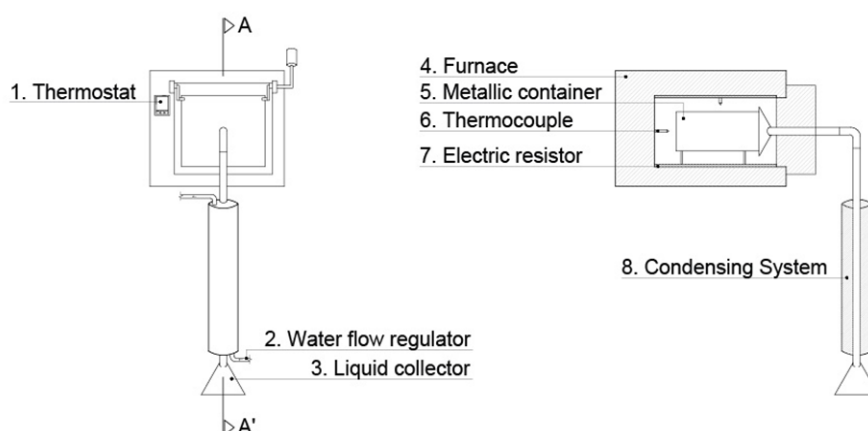 A
1. Thermostat
2. Water flow regulator
3. Liquid collector
A'
4. Furnace
5. Metallic container
6. Thermocouple
7. Electric resistor
8. Condensing System